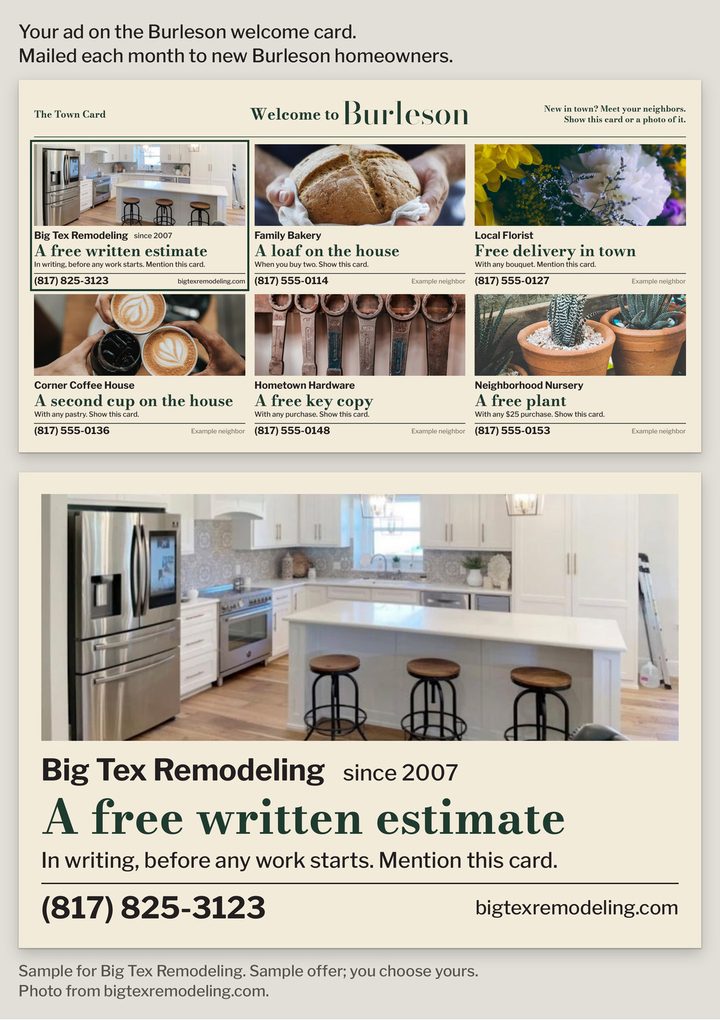 Your ad on the Burleson welcome card.
Mailed each month to new Burleson homeowners.
The Town Card
Welcome to Burleson
New in town? Meet your neighbors.
Show this card or a photo of it.
Big Tex Remodeling since 2007
A free written estimate
In writing, before any work starts. Mention this card.
(817) 825-3123 bigtexremodeling.com
Family Bakery
A loaf on the house
When you buy two. Show this card.
(817) 555-0114 Example neighbor
Local Florist
Free delivery in town
With any bouquet. Mention this card.
(817) 555-0127 Example neighbor
Corner Coffee House
A second cup on the house
With any pastry. Show this card.
(817) 555-0136 Example neighbor
Hometown Hardware
A free key copy
With any purchase. Show this card.
(817) 555-0148 Example neighbor
Neighborhood Nursery
A free plant
With any $25 purchase. Show this card.
(817) 555-0153 Example neighbor
Big Tex Remodeling since 2007
A free written estimate
In writing, before any work starts. Mention this card.
(817) 825-3123 bigtexremodeling.com
Sample for Big Tex Remodeling. Sample offer; you choose yours.
Photo from bigtexremodeling.com.